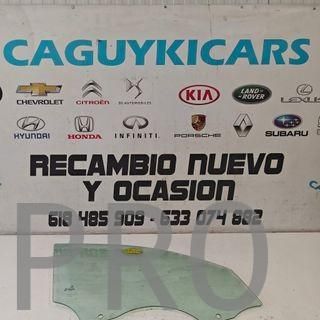 CAGUYKICARS
CHEVROLET
CITROËN
DS AUTOMOBILES
KIA
LAND ROVER
LEXUS
HYUNDAI
HONDA
INFINITI
PORSCHE
RENAULT
SUBARU
RECAMBIO NUEVO
Y OCASION
618 485 909 - 633 074 882
PRO